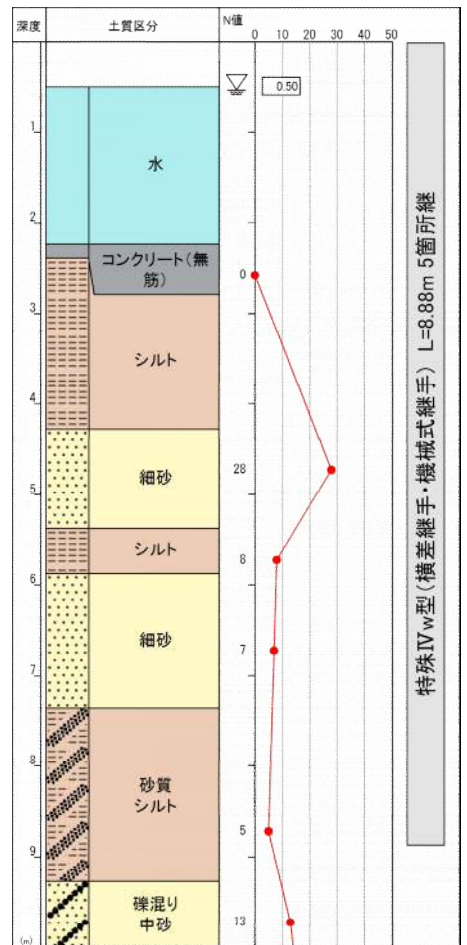 深度
土質区分
N値
0 10 20 30 40 50
0.50
1
水
2
コンクリート(無
筋)
0
3
シルト
4
細砂
28
5
シルト
8
6
細砂
7
7
8
砂質
シルト
5
9
礫混り
中砂
13
(m)
特殊Ⅳw型(横差継手・機械式継手) L=8.88m 5箇所継